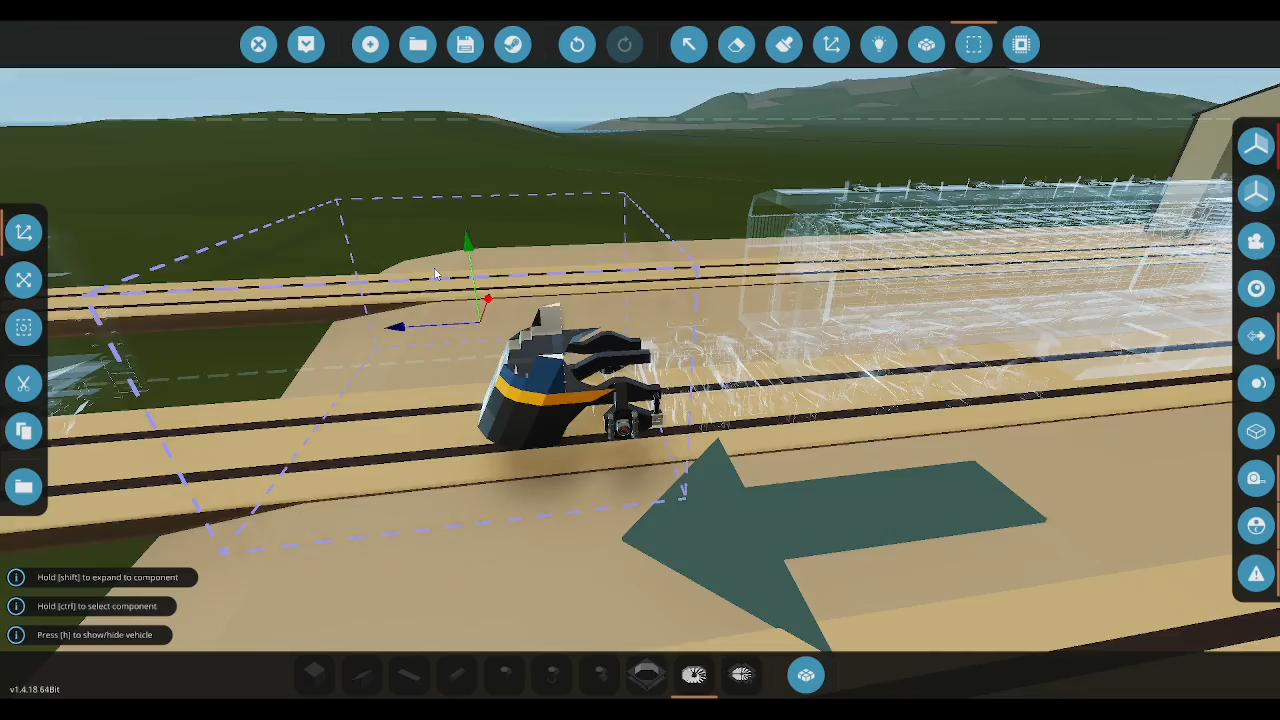 Hold [shift] to expand to component
Hold [ctrl] to select component
Press [h] to show/hide vehicle
v1.4.18 64Bit